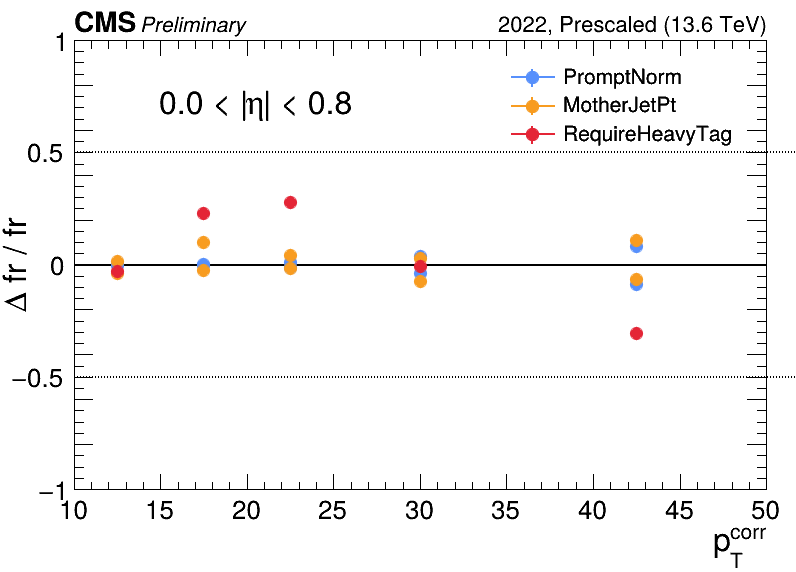 CMS Preliminary 2022, Prescaled (13.6 TeV)
0.0 < |η| < 0.8
PromptNorm
MotherJetPt
RequireHeavyTag
Δ fr / fr
1
0.5
0
−0.5
−1
10 15 20 25 30 35 40 45 50
p_T^corr